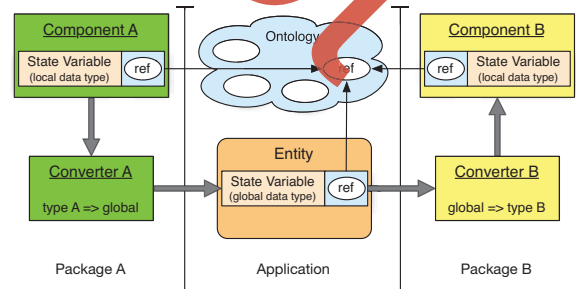 Component A
State Variable
(local data type)
ref
Converter A
type A => global
Package A
Ontology
ref
Entity
State Variable
(global data type)
ref
Application
Component B
ref
State Variable
(local data type)
Converter B
global => type B
Package B